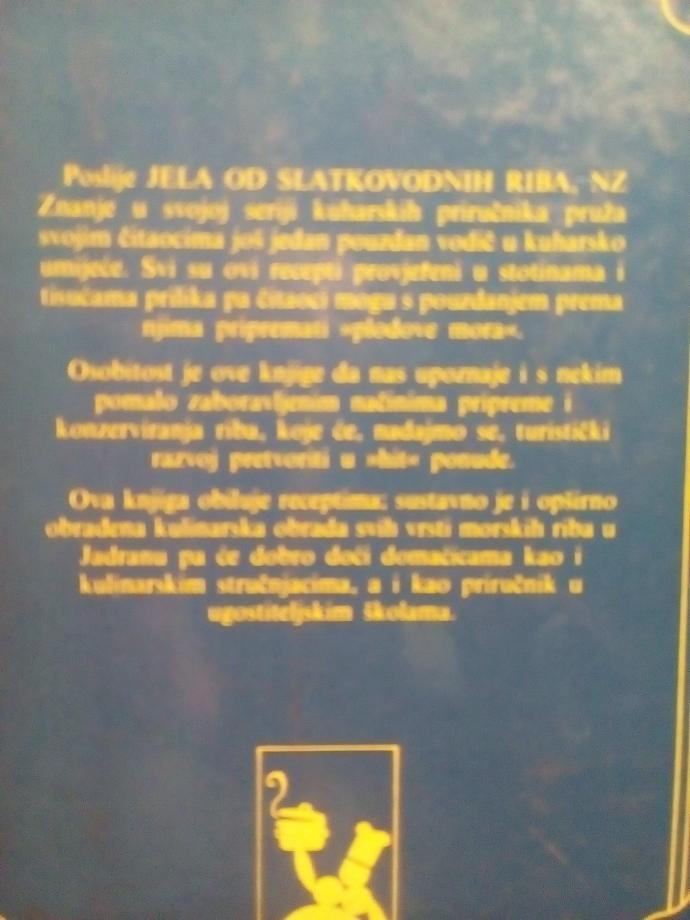 Poslije JELA OD SLATKOVODNIH RIBA, NZ
Znanje u svojoj seriji kuharskih priručnika pruža
svojim čitaocima još jedan pouzdan vodič u kuharsko
umijeće. Svi su ovi recepti provjereni u stotinama i
tisućama prilika pa čitaoci mogu s pouzdanjem prema
njima pripremati »plodove mora«.
Osobitost je ove knjige da nas upoznaje i s nekim
pomalo zaboravljenim načinima pripreme i
konzerviranja riba, koje će, nadajmo se, turistički
razvoj pretvoriti u »hit« ponude.
Ova knjiga obiluje receptima; sustavno je i opširno
obrađena kulinarska obrada svih vrsti morskih riba u
Jadranu pa će dobro doći domaćicama kao i
kulinarskim stručnjacima, a i kao priručnik u
ugostiteljskim školama.